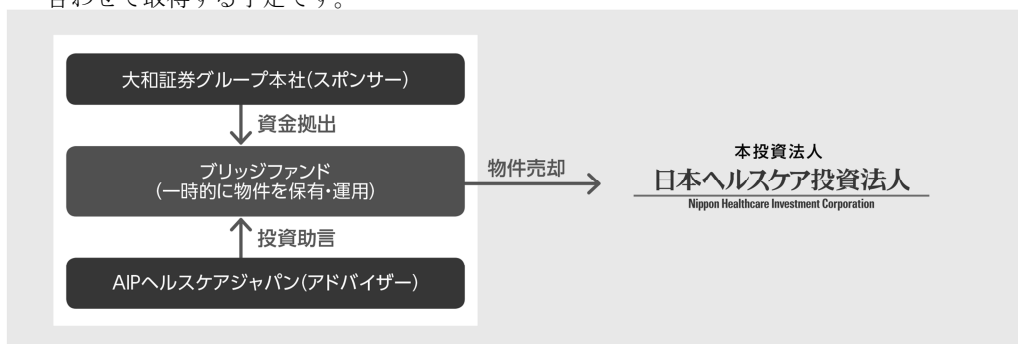 合わせて取得する予定です。
大和証券グループ本社(スポンサー)
資金拠出
ブリッジファンド
(一時的に物件を保有・運用)
物件売却
本投資法人
日本ヘルスケア投資法人
Nippon Healthcare Investment Corporation
投資助言
AIPヘルスケアジャパン(アドバイザー)